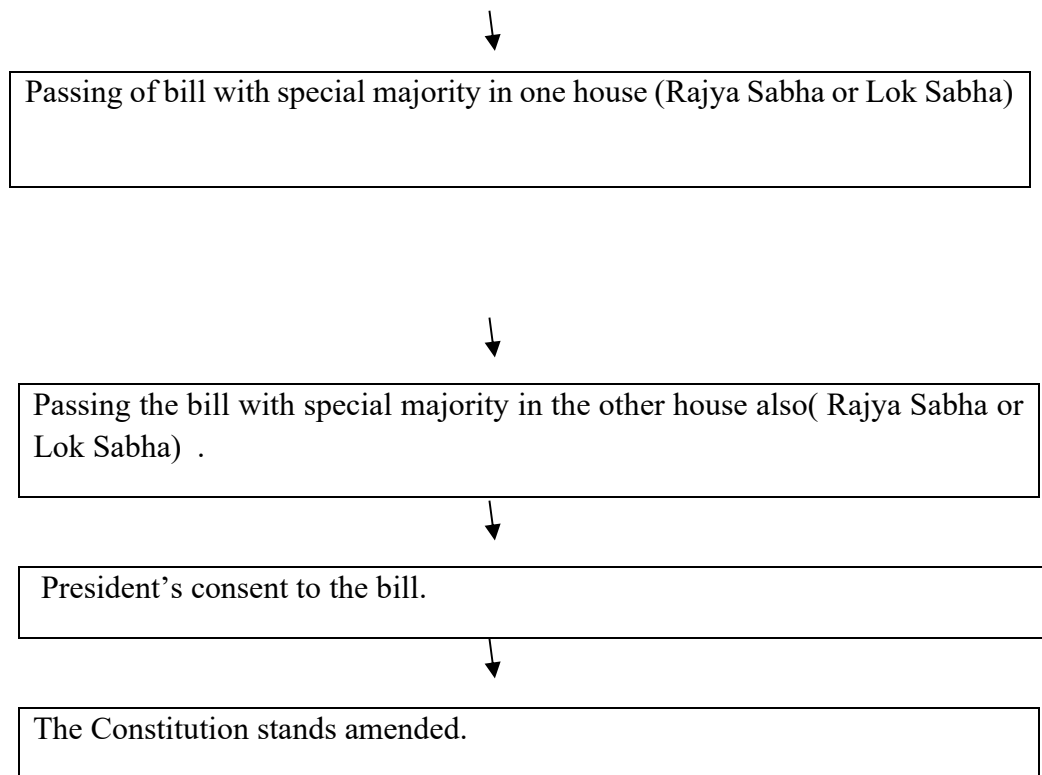 Passing of bill with special majority in one house (Rajya Sabha or Lok Sabha)
Passing the bill with special majority in the other house also( Rajya Sabha or
Lok Sabha)  .
President’s consent to the bill.
The Constitution stands amended.